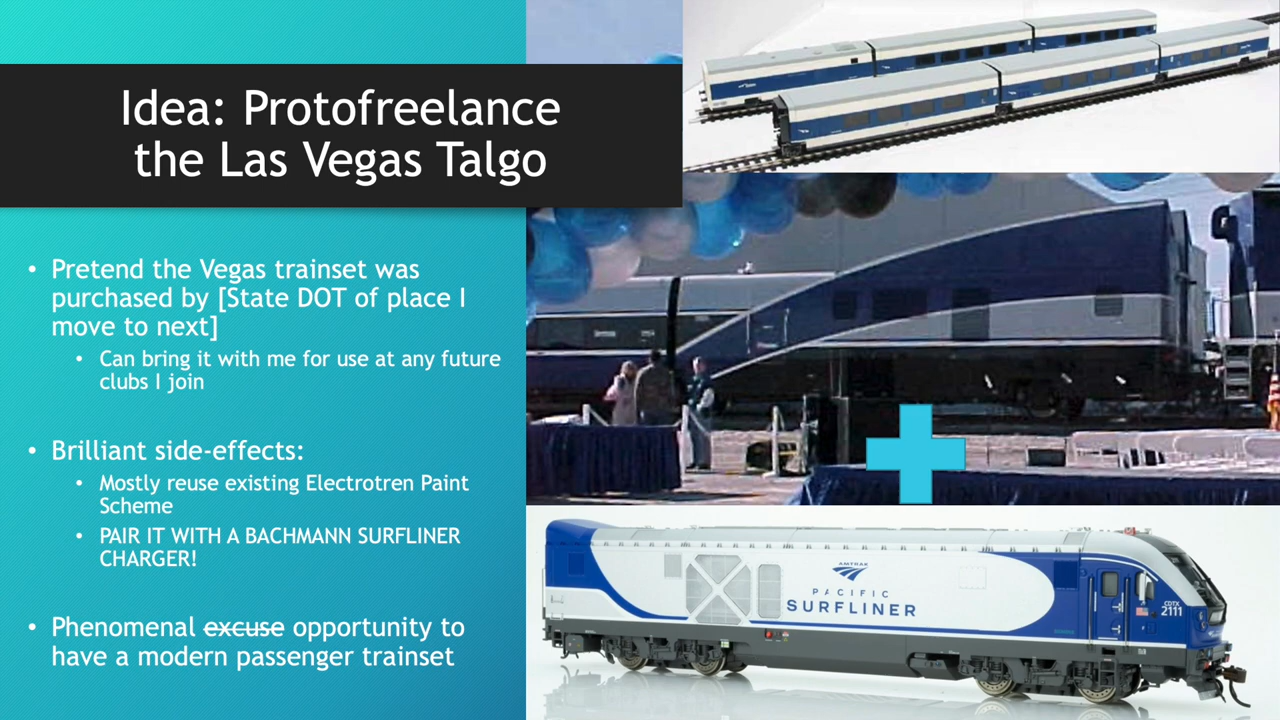 Idea: Protofreelance
the Las Vegas Talgo
• Pretend the Vegas trainset was
purchased by [State DOT of place I
move to next]
• Can bring it with me for use at any future
clubs I join
• Brilliant side-effects:
• Mostly reuse existing Electrotren Paint
Scheme
• PAIR IT WITH A BACHMANN SURFLINER
CHARGER!
• Phenomenal excuse opportunity to
have a modern passenger trainset
AMTRAK
PACIFIC
SURFLINER
CDTX
2111